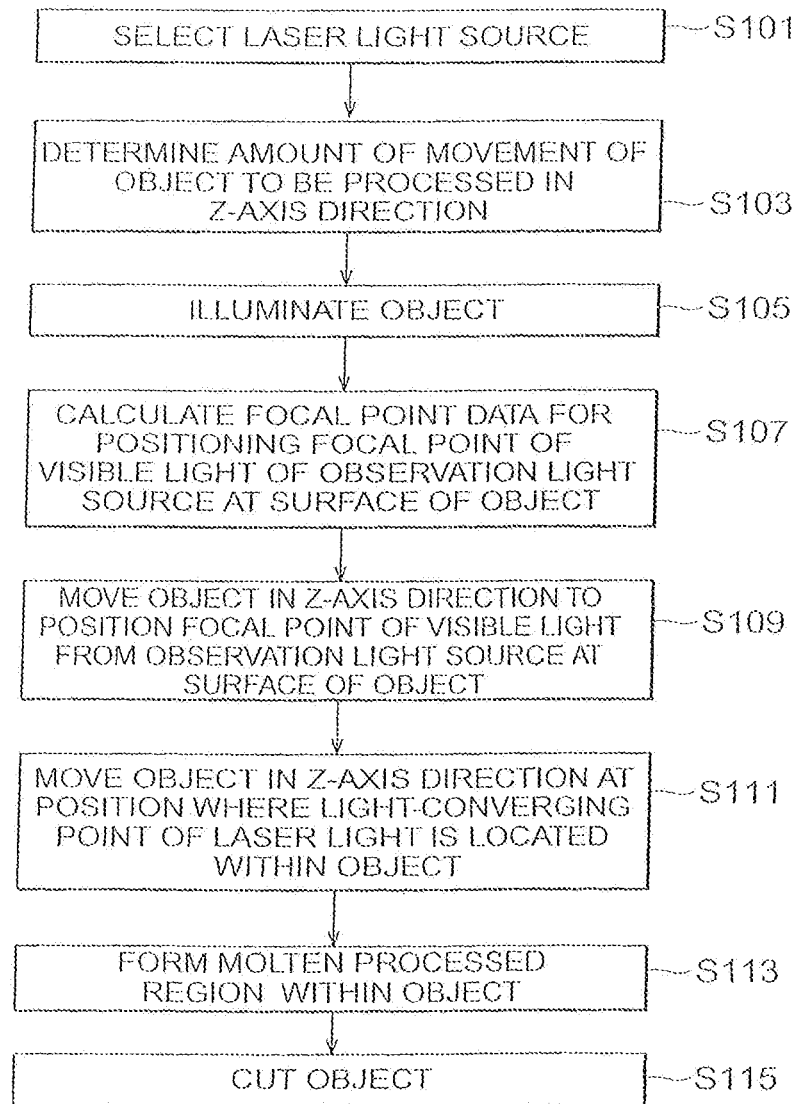 SELECT LASER LIGHT SOURCE
S101
DETERMINE AMOUNT OF MOVEMENT OF
OBJECT TO BE PROCESSED IN
Z-AXIS DIRECTION
S103
ILLUMINATE OBJECT
S105
CALCULATE FOCAL POINT DATA FOR
POSITIONING FOCAL POINT OF
VISIBLE LIGHT OF OBSERVATION LIGHT
SOURCE AT SURFACE OF OBJECT
S107
MOVE OBJECT IN Z-AXIS DIRECTION TO
POSITION FOCAL POINT OF VISIBLE LIGHT
FROM OBSERVATION LIGHT SOURCE AT
SURFACE OF OBJECT
S109
MOVE OBJECT IN Z-AXIS DIRECTION AT
POSITION WHERE LIGHT-CONVERGING
POINT OF LASER LIGHT IS LOCATED
WITHIN OBJECT
S111
FORM MOLTEN PROCESSED
REGION WITHIN OBJECT
S113
CUT OBJECT
S115